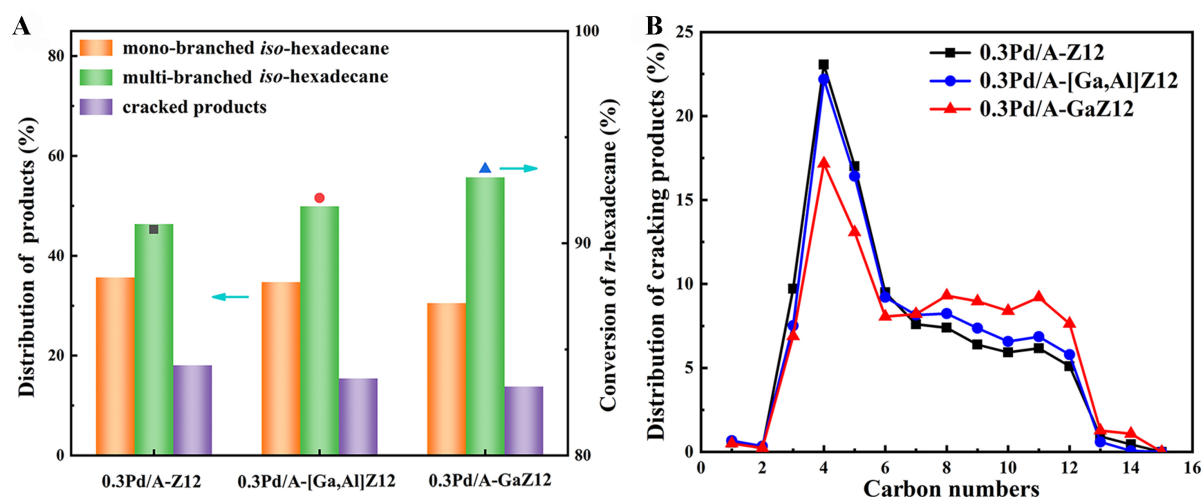 A
Distribution of products (%)
80
60
40
20
0
mono-branched iso-hexadecane
multi-branched iso-hexadecane
cracked products
0.3Pd/A-Z12
0.3Pd/A-[Ga,Al]Z12
0.3Pd/A-GaZ12
100
90
80
Conversion of n-hexadecane (%)
B
Distribution of cracking products (%)
25
20
15
10
5
0
0.3Pd/A-Z12
0.3Pd/A-[Ga,Al]Z12
0.3Pd/A-GaZ12
0 2 4 6 8 10 12 14 16
Carbon numbers